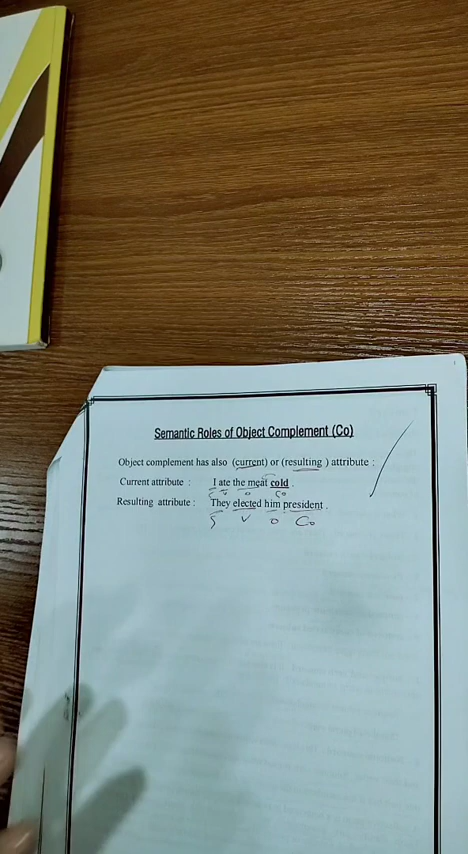 Semantic Roles of Object Complement (Co)
Object complement has also (current) or (resulting ) attribute :
Current attribute : I ate the meat cold .
S V O Co
Resulting attribute : They elected him president .
S V O Co